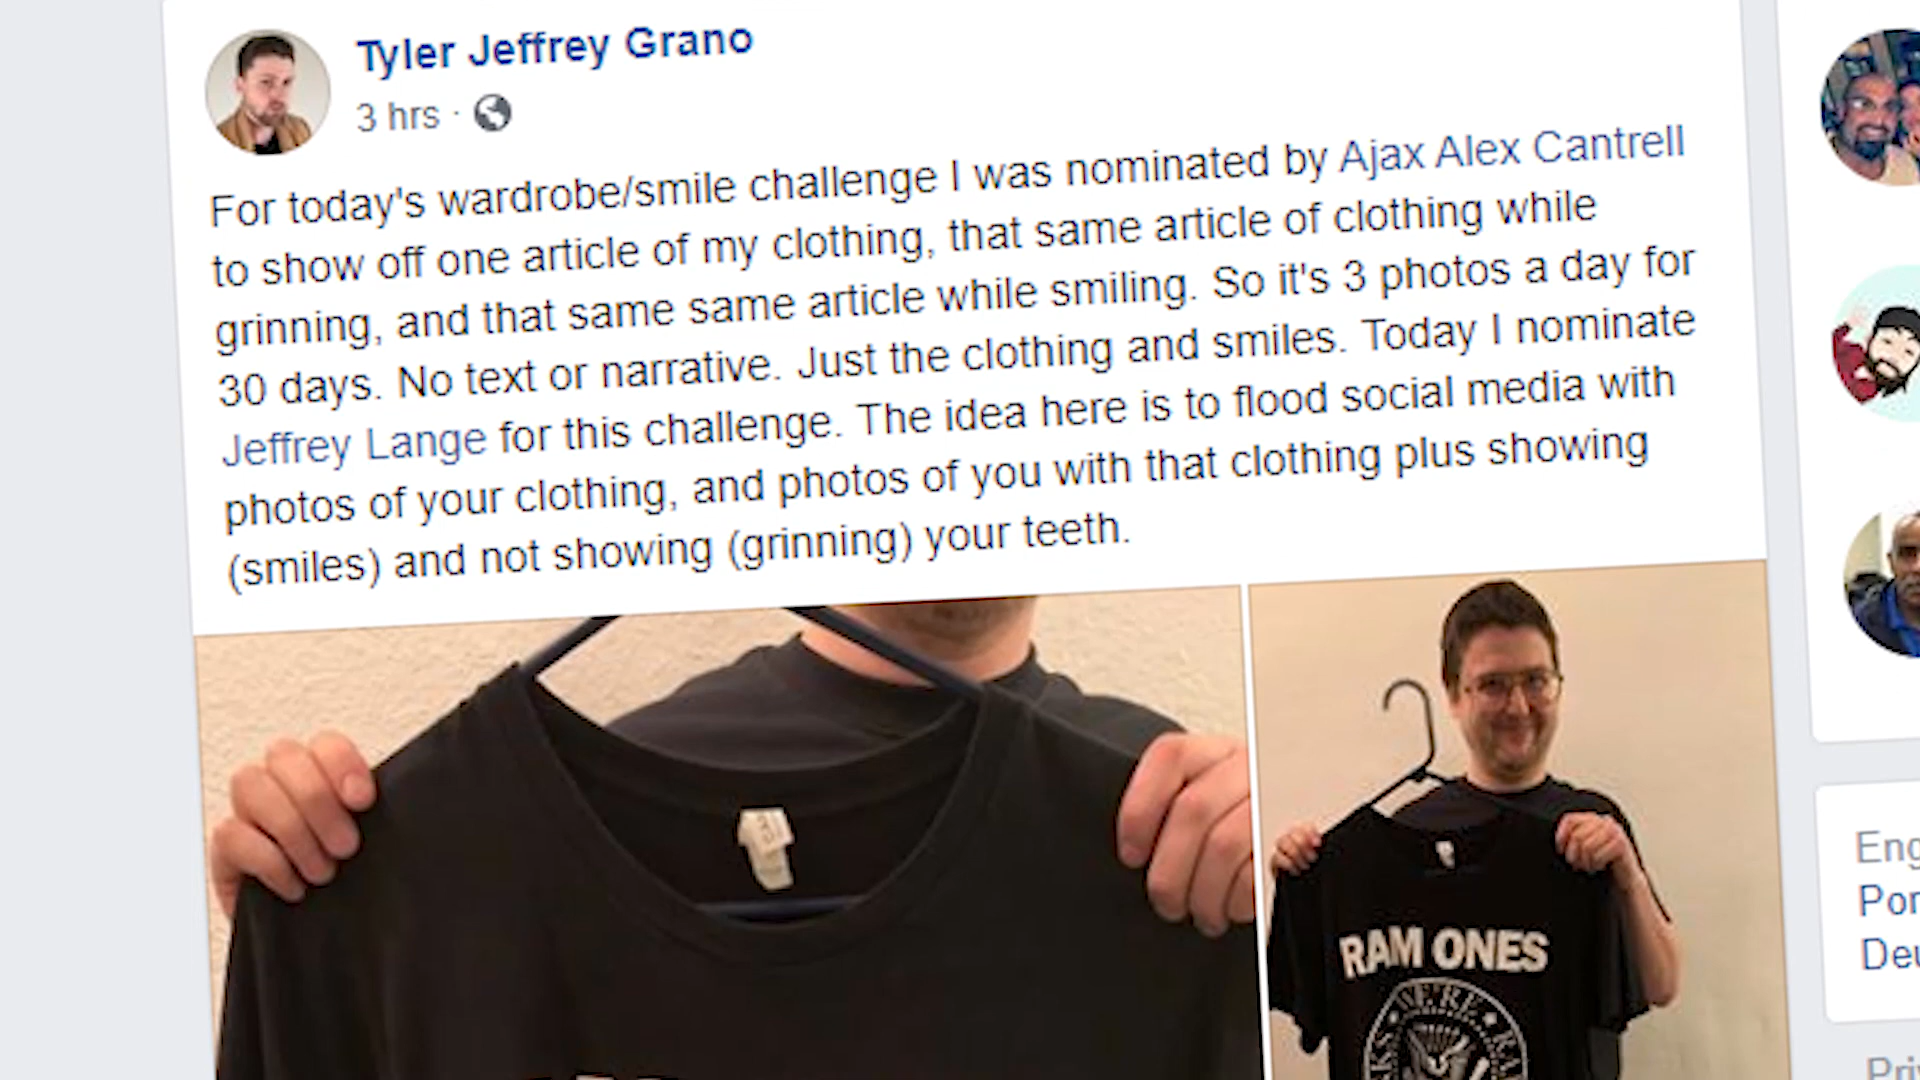 Tyler Jeffrey Grano
3 hrs ·
For today's wardrobe/smile challenge I was nominated by Ajax Alex Cantrell
to show off one article of my clothing, that same article of clothing while
grinning, and that same same article while smiling. So it's 3 photos a day for
30 days. No text or narrative. Just the clothing and smiles. Today I nominate
Jeffrey Lange for this challenge. The idea here is to flood social media with
photos of your clothing, and photos of you with that clothing plus showing
(smiles) and not showing (grinning) your teeth.
RAM ONES
WE'RE
Eng
Por
Deu
Pri